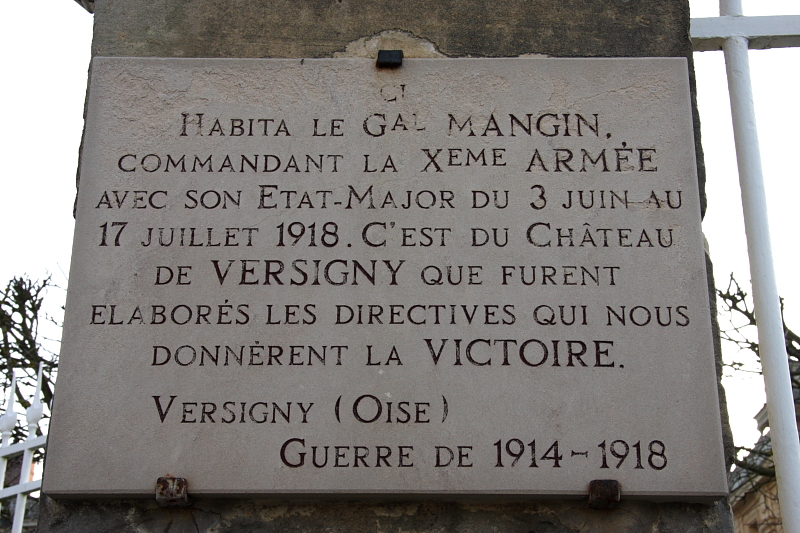 CI
HABITA LE GAL MANGIN,
COMMANDANT LA XEME ARMÉE
AVEC SON ETAT-MAJOR DU 3 JUIN AU
17 JUILLET 1918. C'EST DU CHÂTEAU
DE VERSIGNY QUE FURENT
ELABORÉS LES DIRECTIVES QUI NOUS
DONNÈRENT LA VICTOIRE.
VERSIGNY (OISE)
GUERRE DE 1914-1918